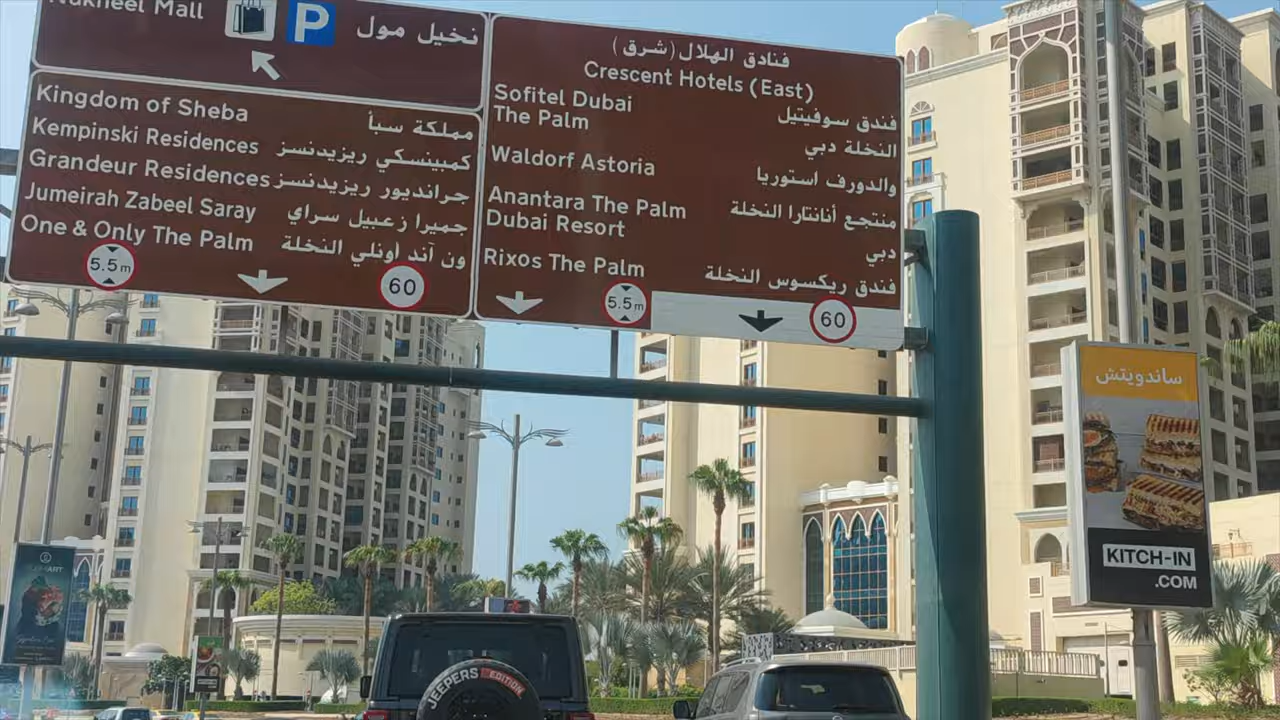 Nakheel Mall
P
نخيل مول
Kingdom of Sheba
مملكة سبأ
Kempinski Residences
كمبينسكي ريزيدنسز
Grandeur Residences
جرانديور ريزيدنسز
Jumeirah Zabeel Saray
جميرا زعبيل سراي
One & Only The Palm
ون آند أونلي النخلة
5.5m
60
فنادق الهلال (شرق)
Crescent Hotels (East)
Sofitel Dubai
The Palm
فندق سوفيتيل
النخلة دبي
Waldorf Astoria
والدورف استوريا
Anantara The Palm
Dubai Resort
منتجع أنانتارا النخلة
دبي
Rixos The Palm
فندق ريكسوس النخلة
5.5m
60
ساندويتش
KITCH-IN
.COM
JEEPERS EDITION